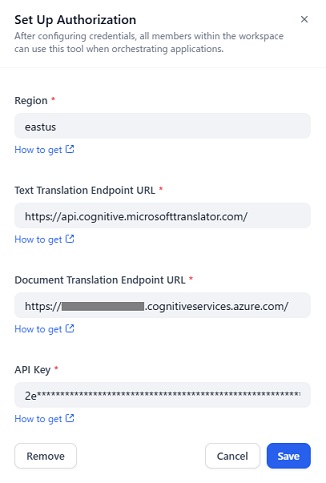 Set Up Authorization
After configuring credentials, all members within the workspace
can use this tool when orchestrating applications.
Region *
eastus
How to get
Text Translation Endpoint URL *
https://api.cognitive.microsofttranslator.com/
How to get
Document Translation Endpoint URL *
https:// .cognitiveservices.azure.com/
How to get
API Key *
2e**********************************************************
How to get
Remove
Cancel
Save